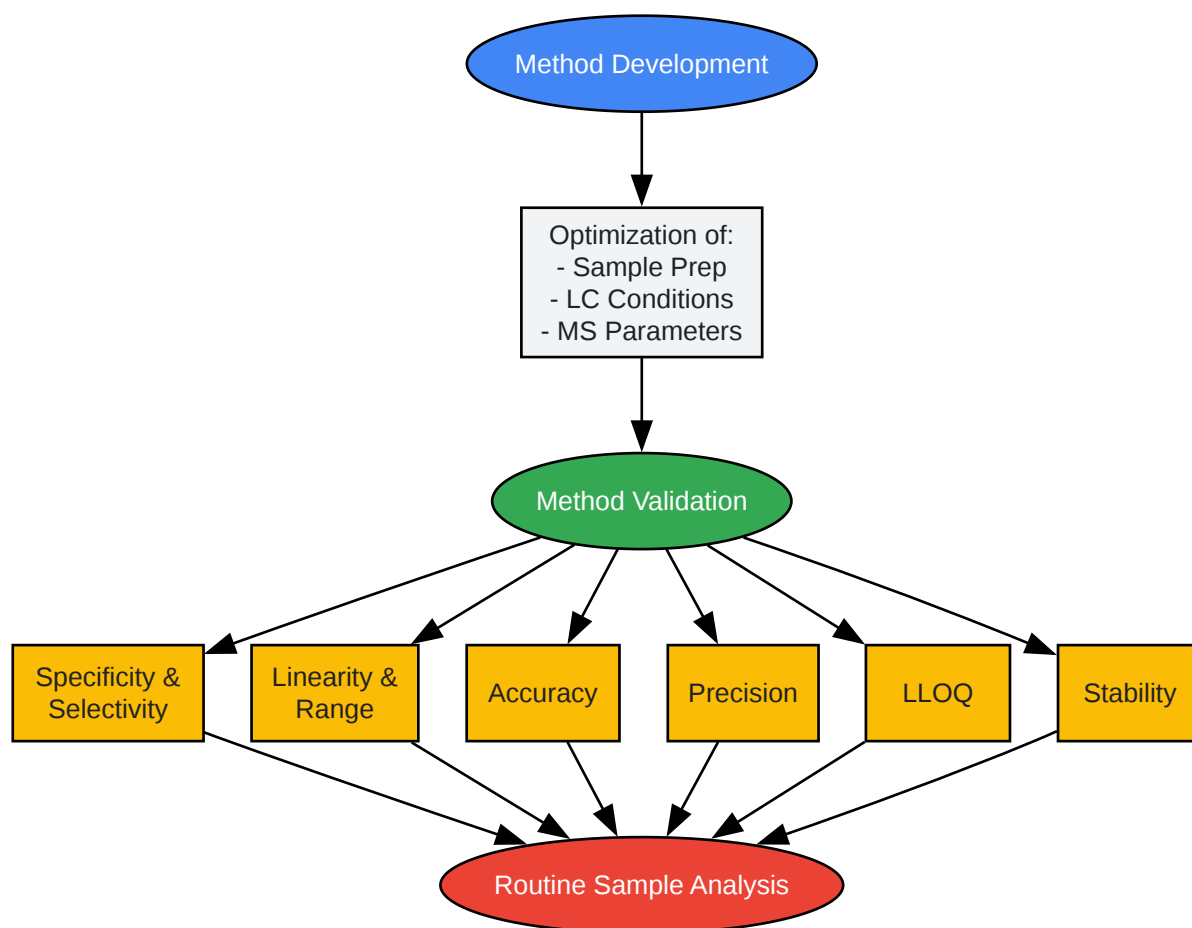 Method Development
Optimization of:
- Sample Prep
- LC Conditions
- MS Parameters
Method Validation
Specificity &
Selectivity
Linearity &
Range
Accuracy
Precision
LLOQ
Stability
Routine Sample Analysis